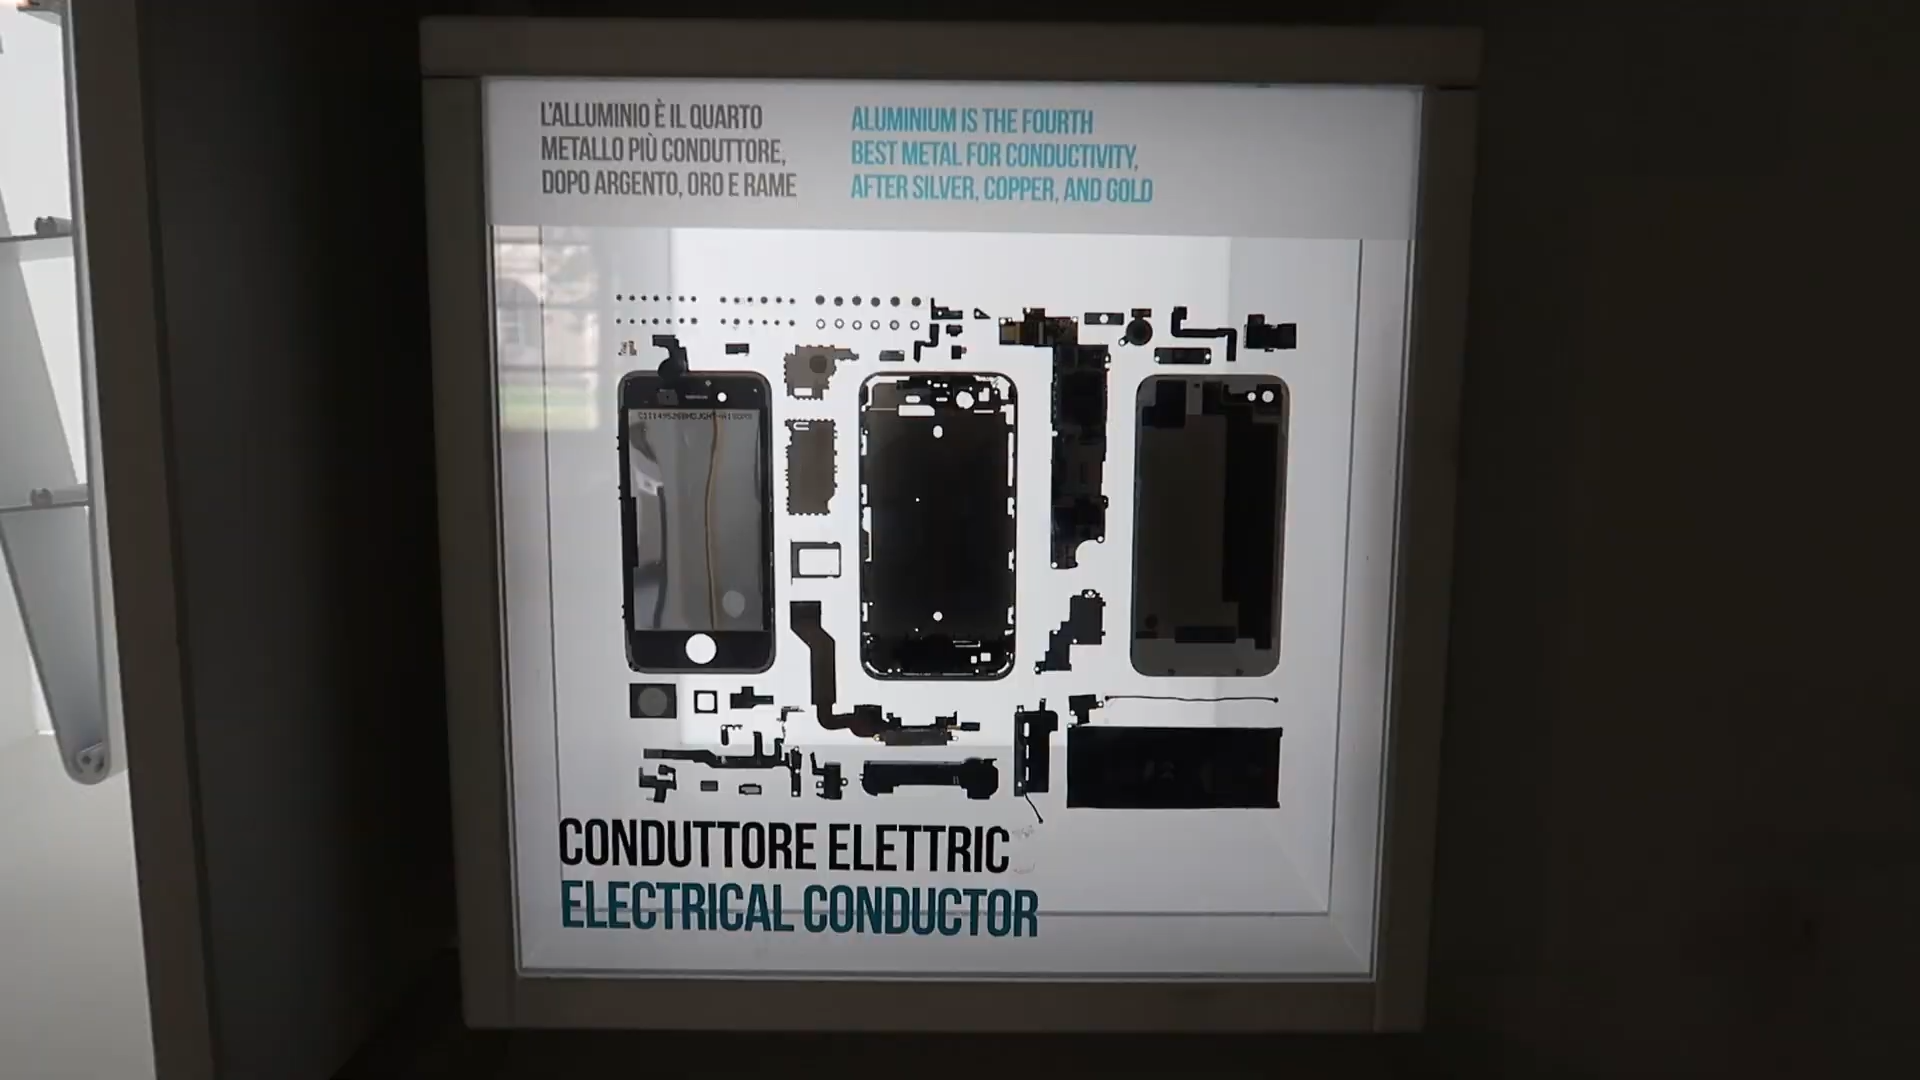 L'ALLUMINIO È IL QUARTO
METALLO PIÙ CONDUTTORE,
DOPO ARGENTO, ORO E RAME
ALUMINIUM IS THE FOURTH
BEST METAL FOR CONDUCTIVITY,
AFTER SILVER, COPPER, AND GOLD
CONDUTTORE ELETTRIC
ELECTRICAL CONDUCTOR